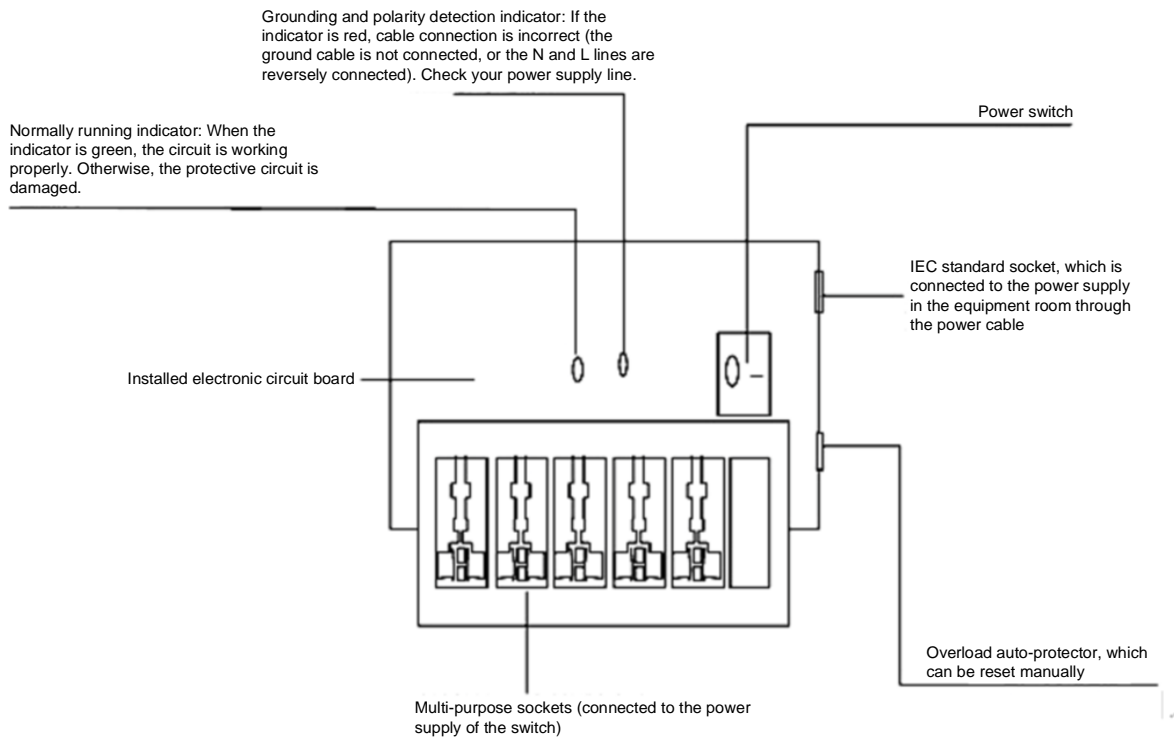 Grounding and polarity detection indicator: If the
indicator is red, cable connection is incorrect (the
ground cable is not connected, or the N and L lines are
reversely connected). Check your power supply line.
Power switch
Normally running indicator: When the
indicator is green, the circuit is working
properly. Otherwise, the protective circuit is
damaged.
IEC standard socket, which is
connected to the power supply
in the equipment room through
the power cable
Installed electronic circuit board
Overload auto-protector, which
can be reset manually
Multi-purpose sockets (connected to the power
supply of the switch)